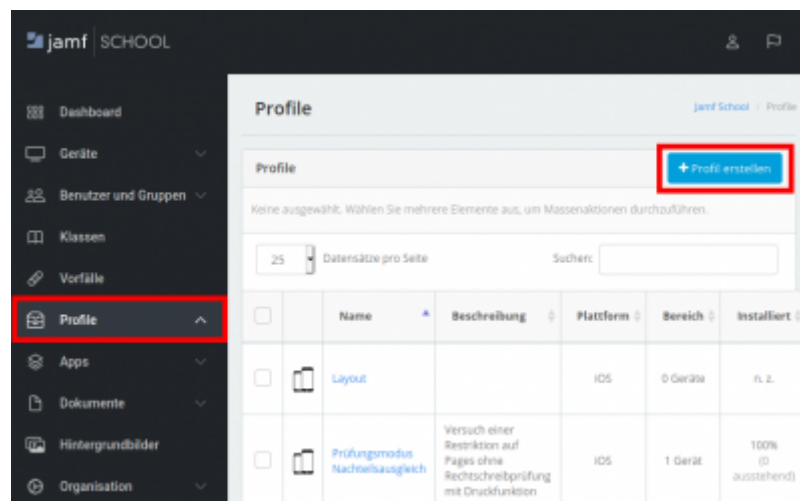 jamf SCHOOL
Dashboard
Geräte
Benutzer und Gruppen
Klassen
Vorfälle
Profile
Apps
Dokumente
Hintergrundbilder
Organisation
Profile
Jamf School / Profile
Profile
+ Profil erstellen
Keine ausgewählt. Wählen Sie mehrere Elemente aus, um Massenaktionen durchzuführen.
25 Datensätze pro Seite Suchen:
Name Beschreibung Plattform Bereich Installiert
Layout iOS 0 Geräte n. z.
Prüfungsmodus
Nachteilsausgleich
Versuch einer
Restriktion auf
Pages ohne
Rechtschreibprüfung
mit Druckfunktion
iOS
1 Gerät
100%
(0
ausstehend)